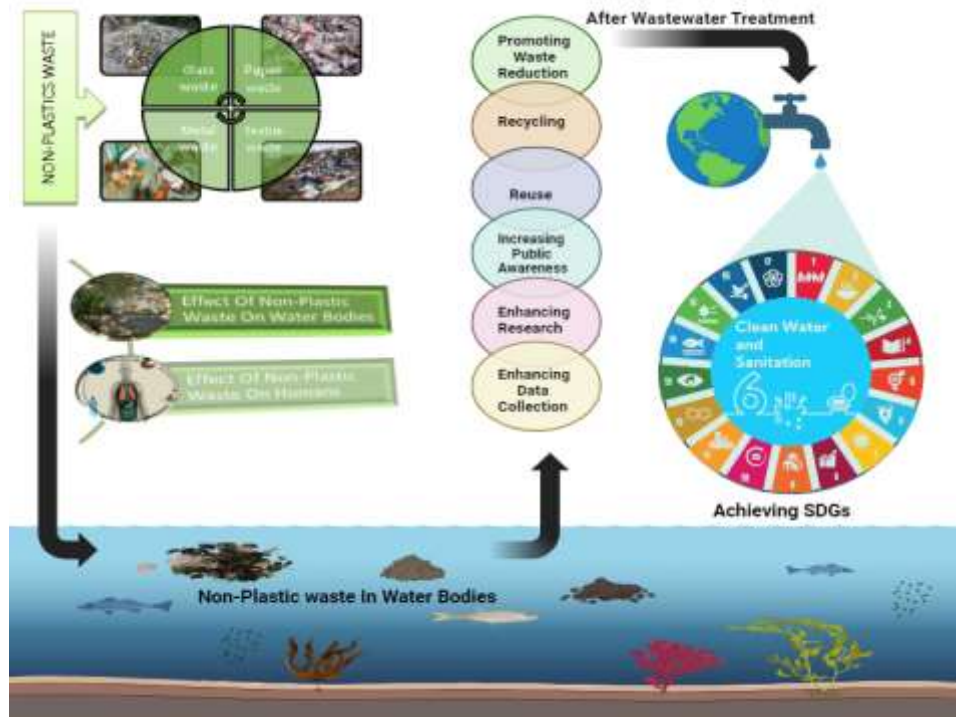 NON-PLASTICS WASTE
Glass
waste
Paper
waste
Metal
waste
Textile
waste
Effect Of Non-Plastic
Waste On Water Bodies
Effect Of Non-Plastic
Waste On Humans
Promoting
Waste
Reduction
Recycling
Reuse
Increasing
Public
Awareness
Enhancing
Research
Enhancing
Data
Collection
After Wastewater Treatment
Clean Water
and
Sanitation
6
Achieving SDGs
Non-Plastic waste In Water Bodies